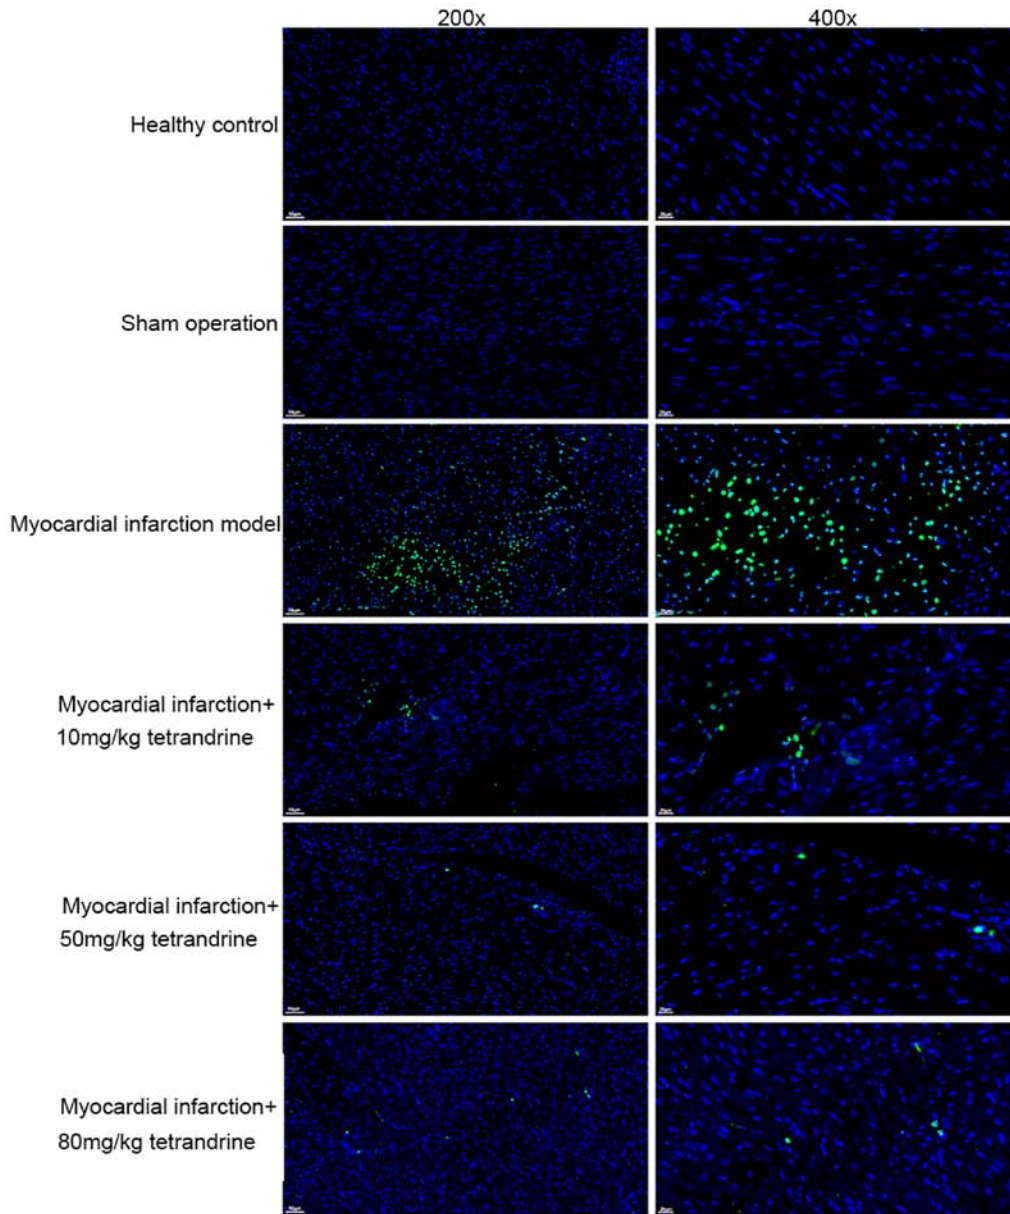 200x 400x
Healthy control
Sham operation
Myocardial infarction model
Myocardial infarction+
10mg/kg tetrandrine
Myocardial infarction+
50mg/kg tetrandrine
Myocardial infarction+
80mg/kg tetrandrine